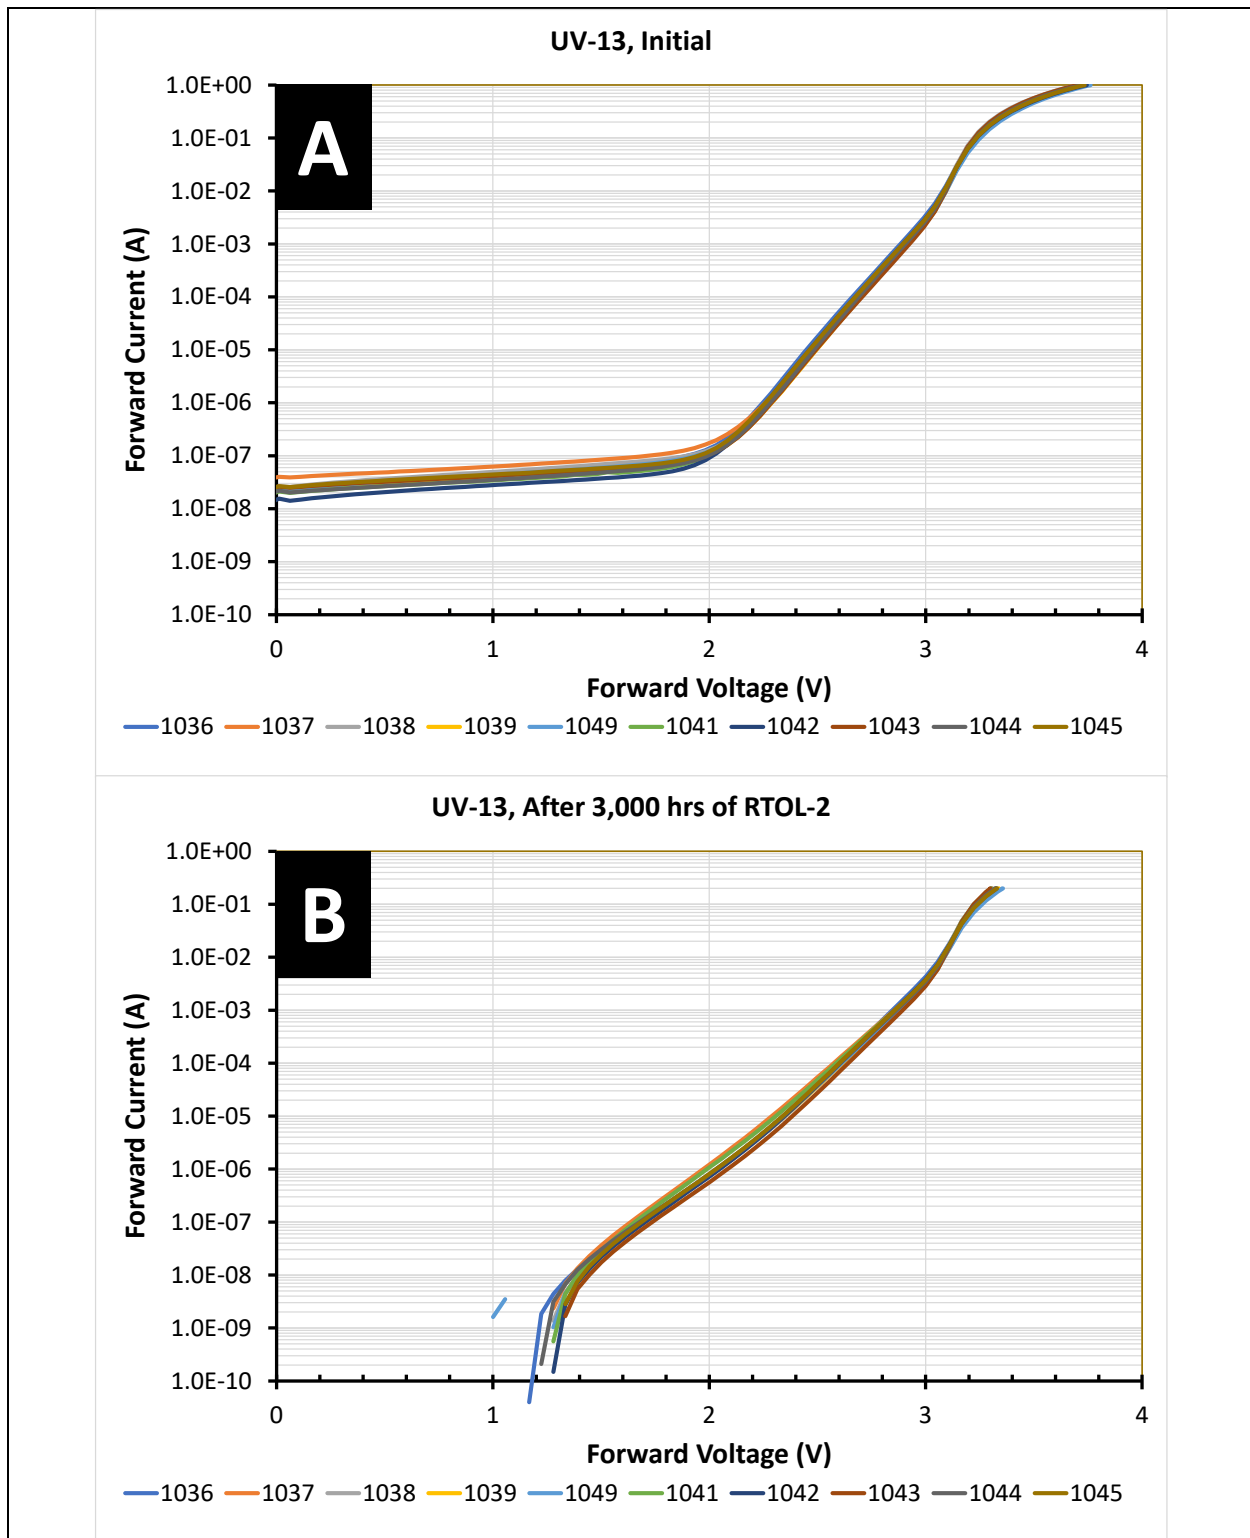 UV-13, Initial
A
1.0E+00
1.0E-01
1.0E-02
1.0E-03
1.0E-04
1.0E-05
1.0E-06
1.0E-07
1.0E-08
1.0E-09
1.0E-10
Forward Current (A)
0 1 2 3 4
Forward Voltage (V)
1036 1037 1038 1039 1049 1041 1042 1043 1044 1045
UV-13, After 3,000 hrs of RTOL-2
B
1.0E+00
1.0E-01
1.0E-02
1.0E-03
1.0E-04
1.0E-05
1.0E-06
1.0E-07
1.0E-08
1.0E-09
1.0E-10
Forward Current (A)
0 1 2 3 4
Forward Voltage (V)
1036 1037 1038 1039 1049 1041 1042 1043 1044 1045